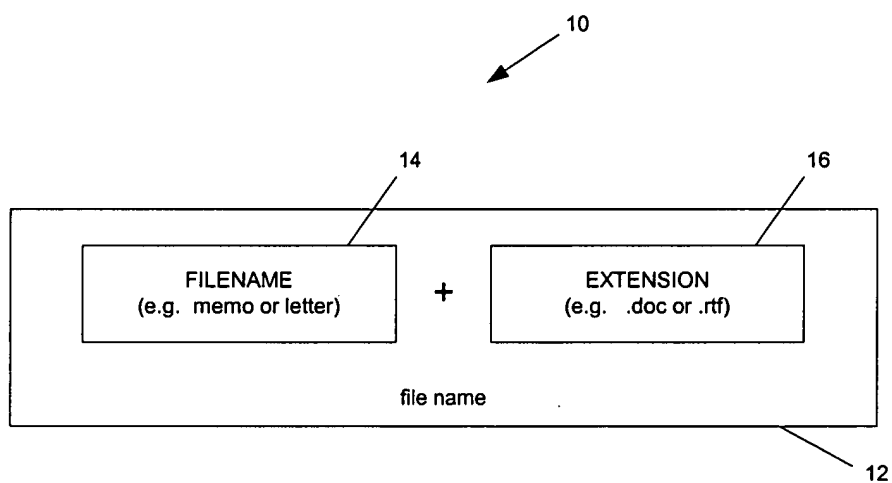 10
14
16
FILENAME
(e.g. memo or letter)
+
EXTENSION
(e.g. .doc or .rtf)
file name
12